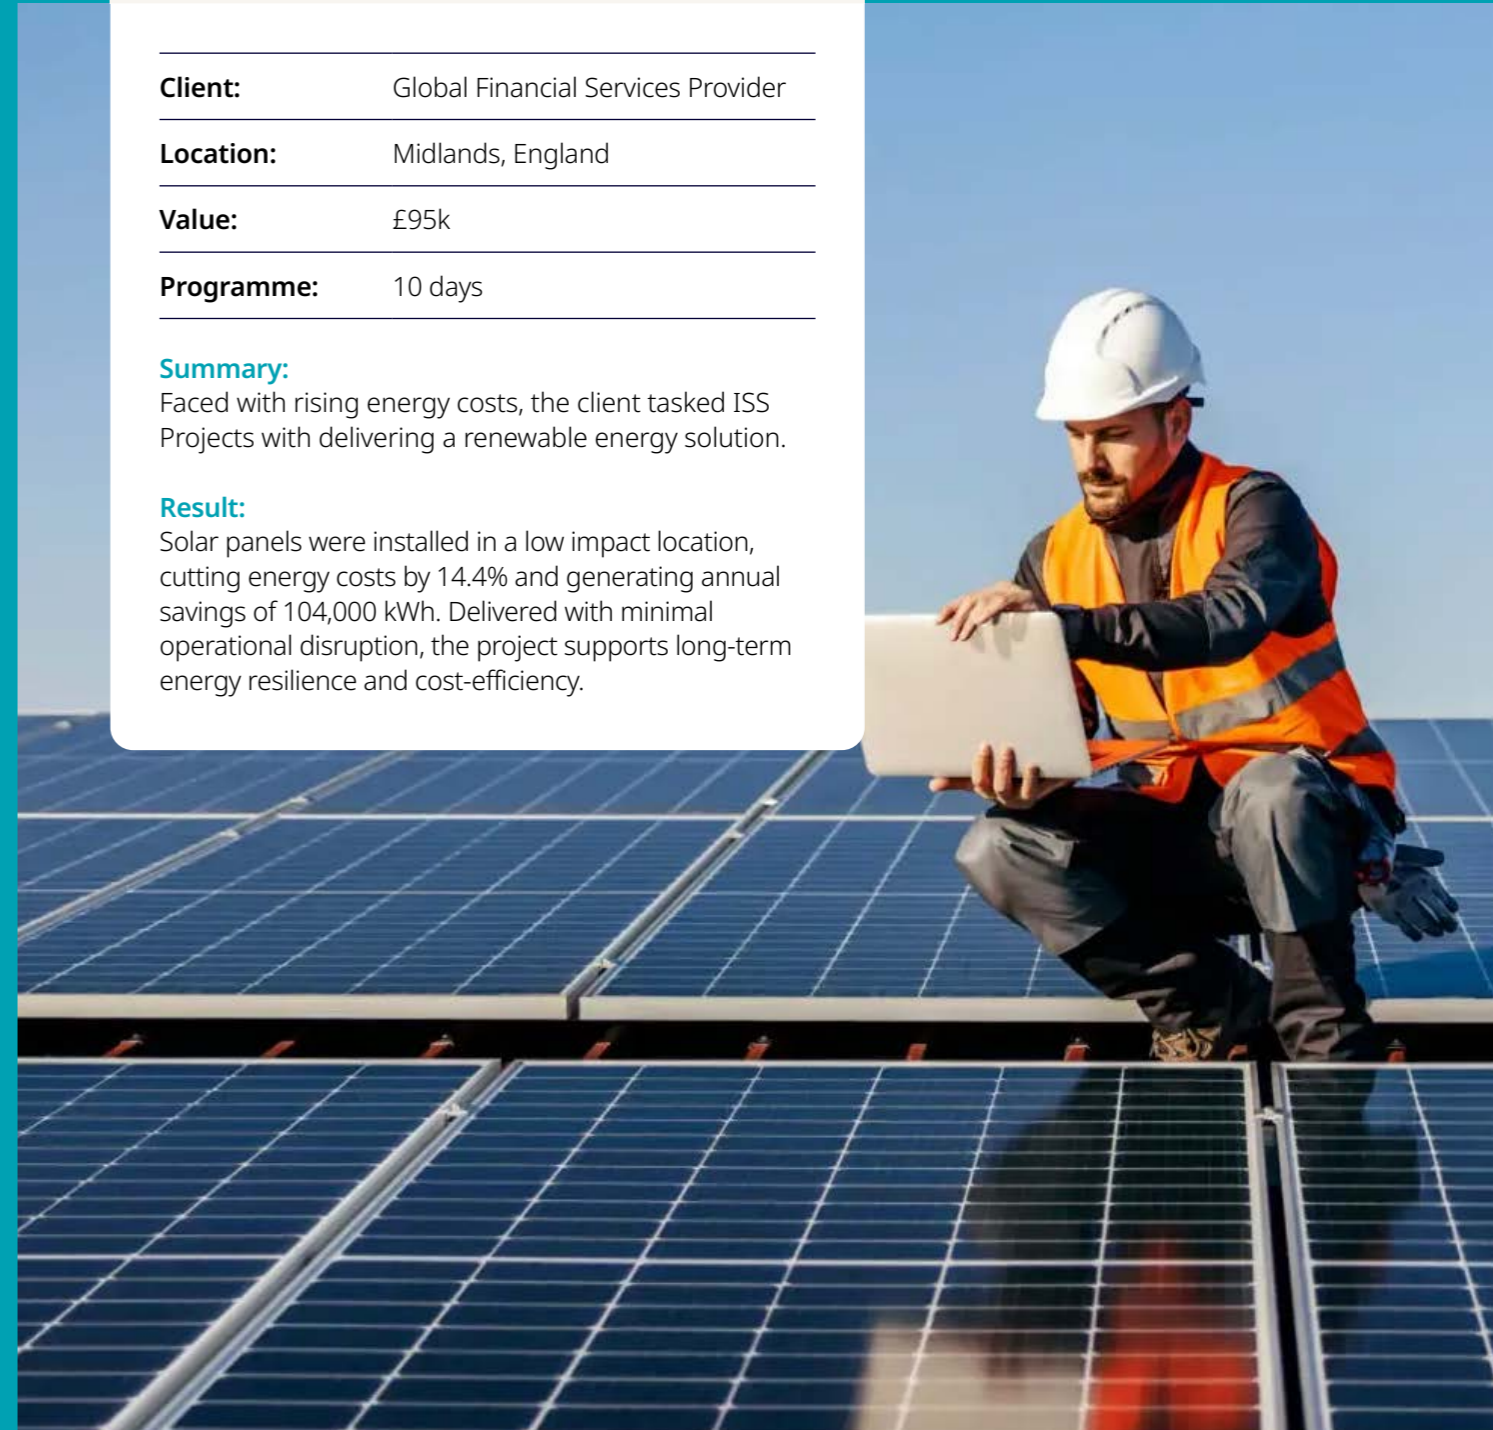 Client: Global Financial Services Provider
Location: Midlands, England
Value: £95k
Programme: 10 days
Summary:
Faced with rising energy costs, the client tasked ISS
Projects with delivering a renewable energy solution.
Result:
Solar panels were installed in a low impact location,
cutting energy costs by 14.4% and generating annual
savings of 104,000 kWh. Delivered with minimal
operational disruption, the project supports long-term
energy resilience and cost-efficiency.